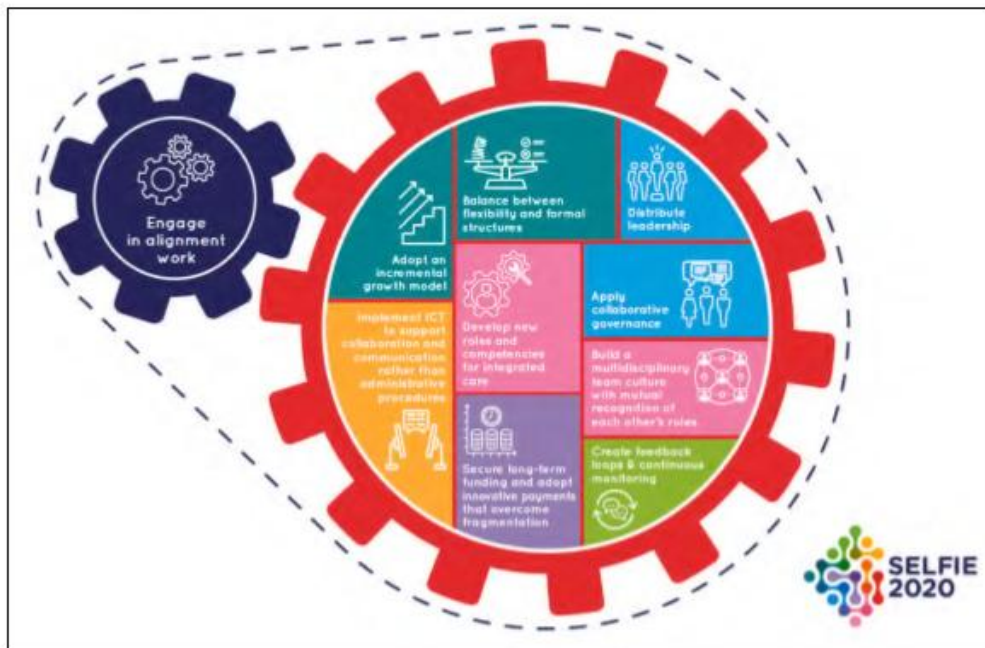 Engage
in alignment
work
Adopt an
incremental
growth model
Balance between
flexibility and formal
structures
Distribute
leadership
Implement ICT
to support
collaboration and
communication
rather than
administrative
procedures
Develop new
roles and
competencies
for integrated
care
Apply
collaborative
governance
Build a
multidisciplinary
team culture
with mutual
recognition of
each other's roles
Secure long-term
funding and adopt
innovative payments
that overcome
fragmentation
Create feedback
loops & continuous
monitoring
SELFIE
2020